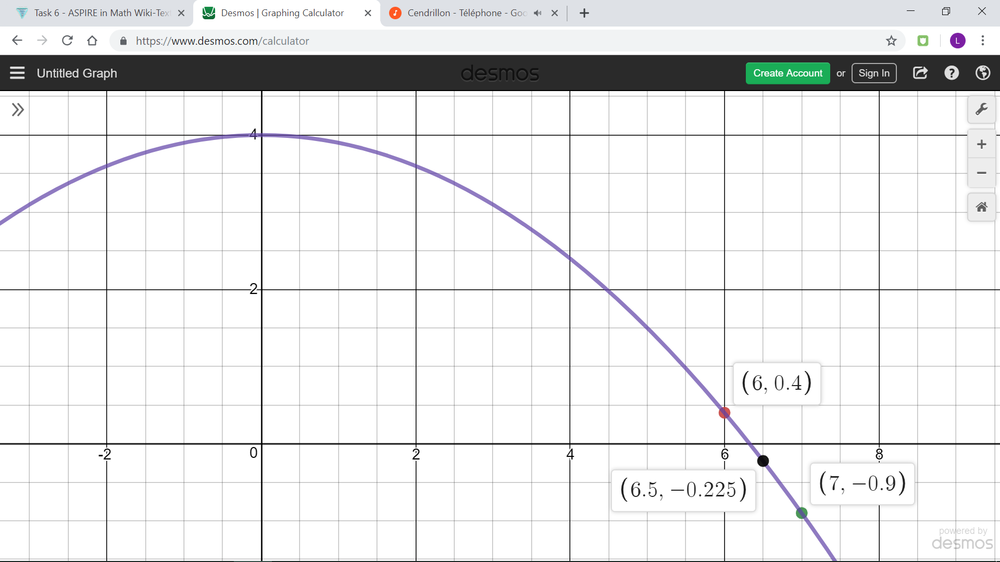 Task 6 - ASPIRE in Math Wiki-Text
Desmos | Graphing Calculator
Cendrillon - Téléphone - Goo
https://www.desmos.com/calculator
L
Untitled Graph
desmos
Create Account
or
Sign In
4
2
(6, 0.4)
-2
0
2
4
6
8
(6.5, −0.225)
(7, −0.9)
powered by
desmos